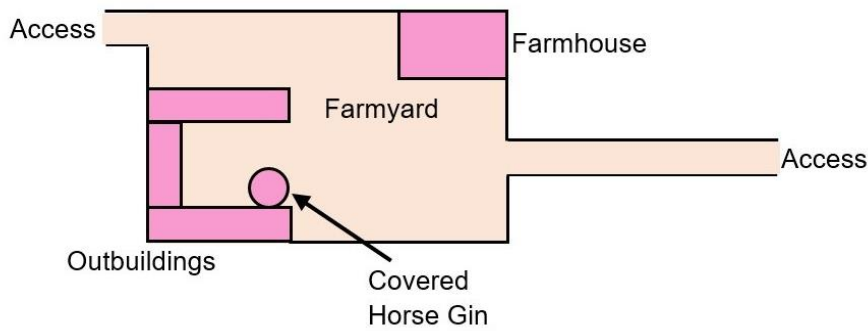 Access
Farmhouse
Farmyard
Access
Outbuildings
Covered
Horse Gin